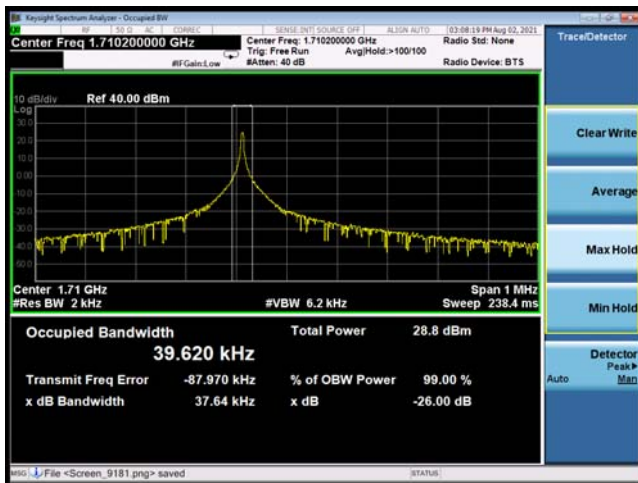 Keysight Spectrum Analyzer - Occupied BW
RF 50 Ω AC CORREC SENSE:INT SOURCE OFF ALIGN AUTO 03:08:19 PM Aug 02, 2021
Center Freq 1.710200000 GHz Center Freq: 1.710200000 GHz Radio Std: None
Trig: Free Run Avg|Hold:>100/100
#IFGain:Low #Atten: 40 dB Radio Device: BTS
Trace/Detector
10 dB/div Ref 40.00 dBm
Log
30.0
20.0
10.0
0.00
-10.0
-20.0
-30.0
-40.0
-50.0
Center 1.71 GHz Span 1 MHz
#Res BW 2 kHz #VBW 6.2 kHz Sweep 238.4 ms
Occupied Bandwidth Total Power 28.8 dBm
39.620 kHz
Transmit Freq Error -87.970 kHz % of OBW Power 99.00 %
x dB Bandwidth 37.64 kHz x dB -26.00 dB
Clear Write
Average
Max Hold
Min Hold
Detector
Peak▶
Auto Man
MSG File <Screen_9181.png> saved STATUS